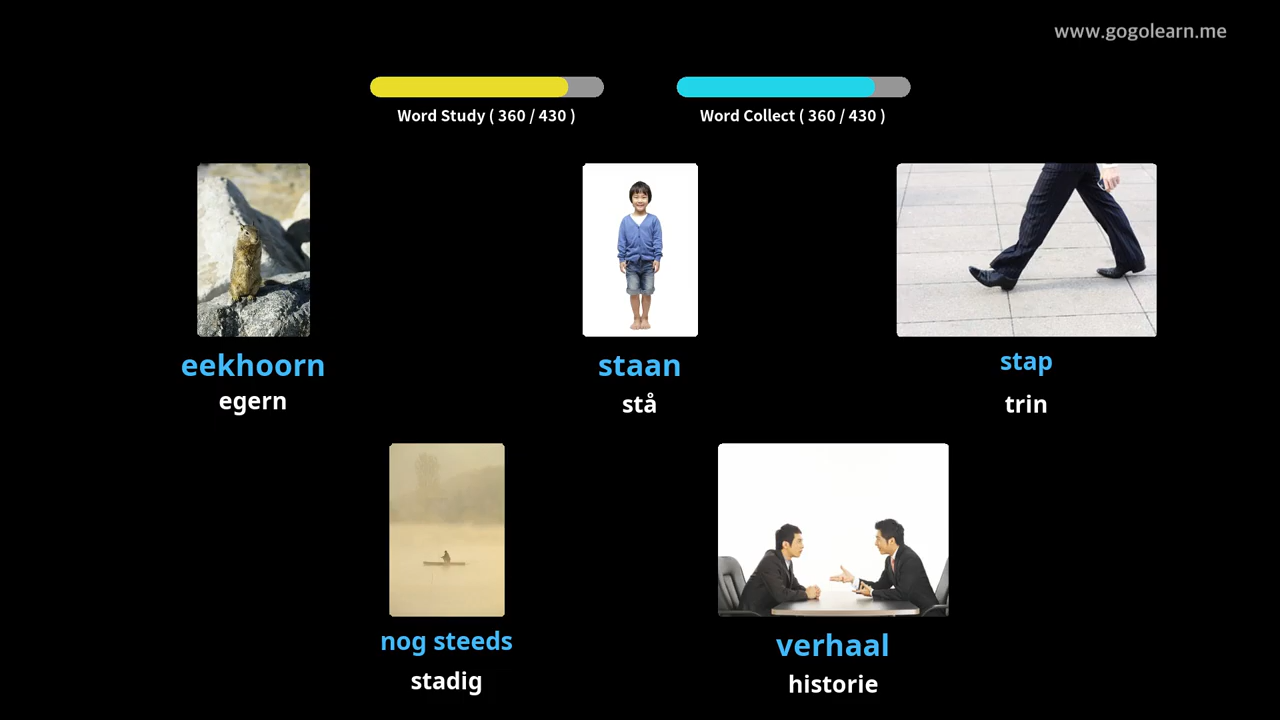 www.gogolearn.me
Word Study ( 360 / 430 )
Word Collect ( 360 / 430 )
eekhoorn
egern
staan
stå
stap
trin
nog steeds
stadig
verhaal
historie